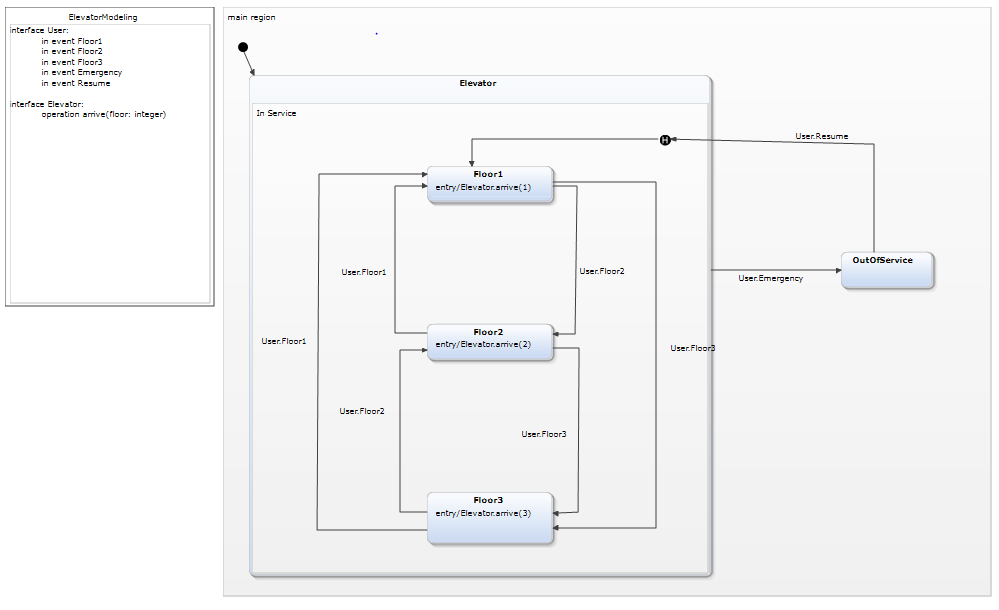 ElevatorModeling
interface User:
in event Floor1
in event Floor2
in event Floor3
in event Emergency
in event Resume
interface Elevator:
operation arrive(floor: integer)
main region
Elevator
In Service
H
User.Resume
Floor1
entry/Elevator.arrive(1)
OutOfService
User.Floor1
User.Floor2
User.Emergency
Floor2
entry/Elevator.arrive(2)
User.Floor1
User.Floor3
User.Floor2
User.Floor3
Floor3
entry/Elevator.arrive(3)